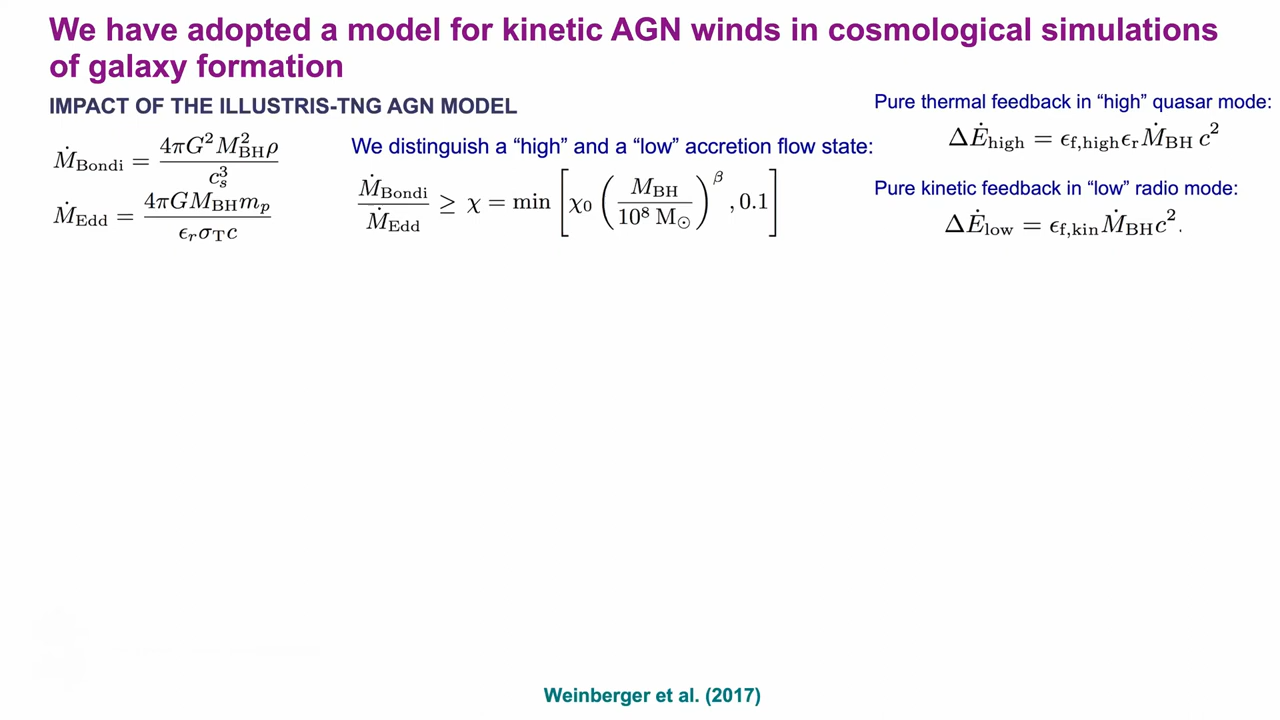 We have adopted a model for kinetic AGN winds in cosmological simulations
of galaxy formation
IMPACT OF THE ILLUSTRIS-TNG AGN MODEL
Ṁ_Bondi = 4πG²M²_BH ρ / c_s³
Ṁ_Edd = 4πGM_BH m_p / ϵ_r σ_T c
We distinguish a “high” and a “low” accretion flow state:
Ṁ_Bondi / Ṁ_Edd ≥ χ = min [ χ₀ ( M_BH / 10⁸ M_⊙ )^β , 0.1 ]
Pure thermal feedback in “high” quasar mode:
ΔĖ_high = ϵ_f,high ϵ_r Ṁ_BH c²
Pure kinetic feedback in “low” radio mode:
ΔĖ_low = ϵ_f,kin Ṁ_BH c².
Weinberger et al. (2017)